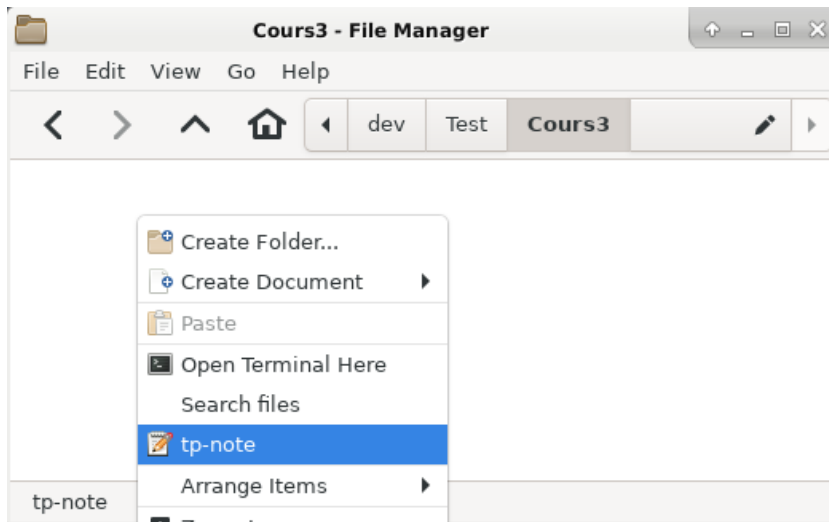 Cours3 - File Manager
File Edit View Go Help
dev Test Cours3
Create Folder...
Create Document
Paste
Open Terminal Here
Search files
tp-note
Arrange Items
tp-note